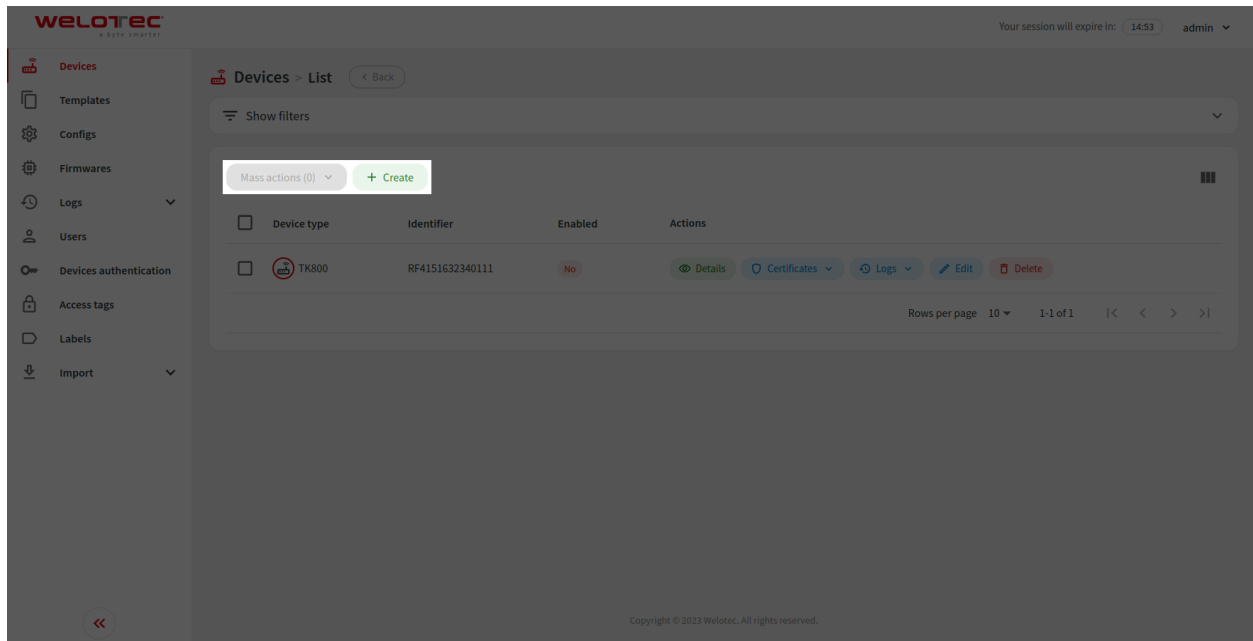 welotec
a byte smarter
Your session will expire in: 14:53 admin
Devices
Templates
Configs
Firmwares
Logs
Users
Devices authentication
Access tags
Labels
Import
Devices > List < Back
Show filters
Mass actions (0) + Create
Device type Identifier Enabled Actions
TK800 RF4151632340111 No Details Certificates Logs Edit Delete
Rows per page 10 1-1 of 1
Copyright © 2023 Welotec. All rights reserved.